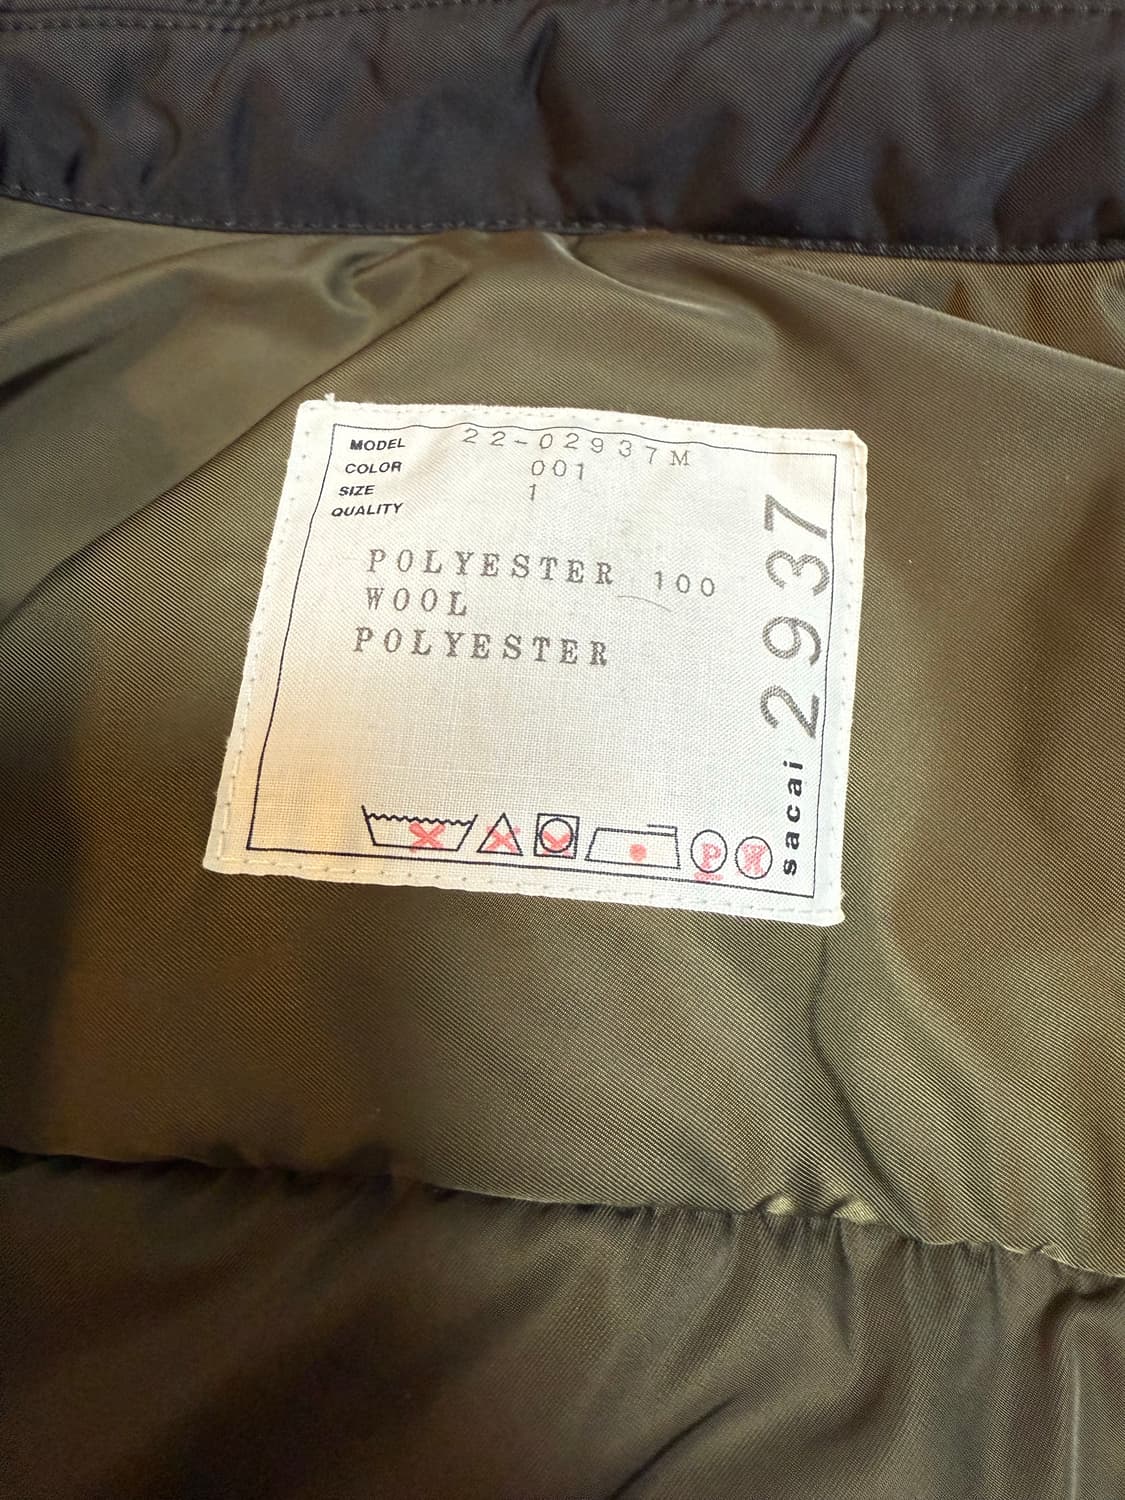 MODEL 22-02937M
COLOR 001
SIZE 1
QUALITY
POLYESTER 100
WOOL
POLYESTER
P
W
sacai 2937